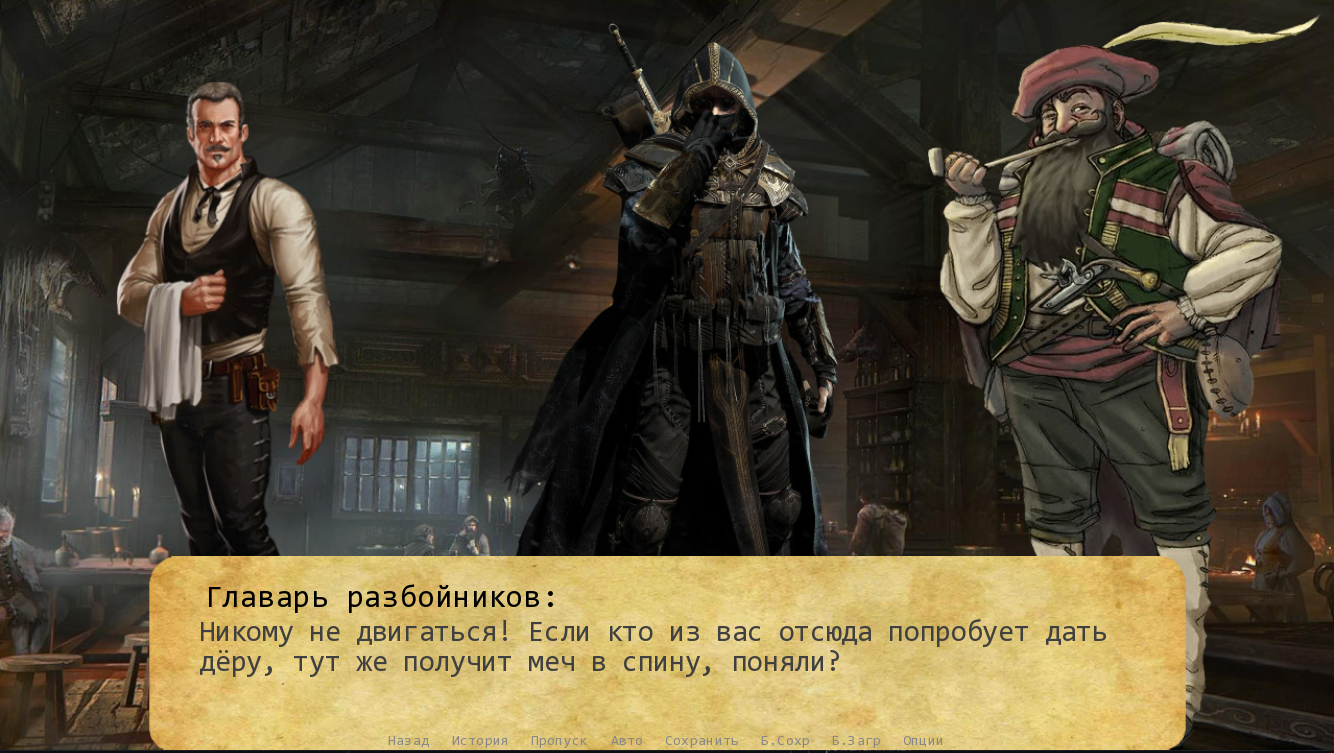 Главарь разбойников:
Никому не двигаться! Если кто из вас отсюда попробует дать
дёру, тут же получит меч в спину, поняли?
Назад История Пропуск Авто Сохранить Б.Сохр Б.Загр Опции